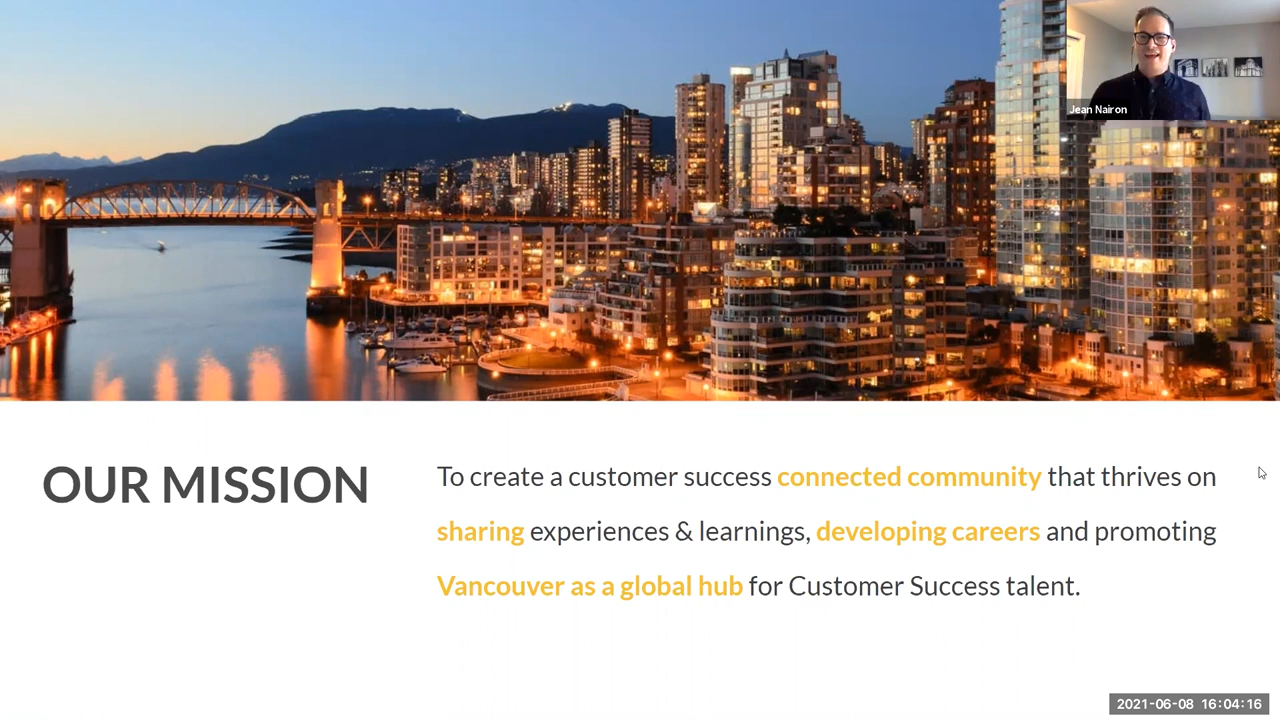 Jean Nairon
OUR MISSION
To create a customer success connected community that thrives on
sharing experiences & learnings, developing careers and promoting
Vancouver as a global hub for Customer Success talent.
2021-06-08 16:04:16